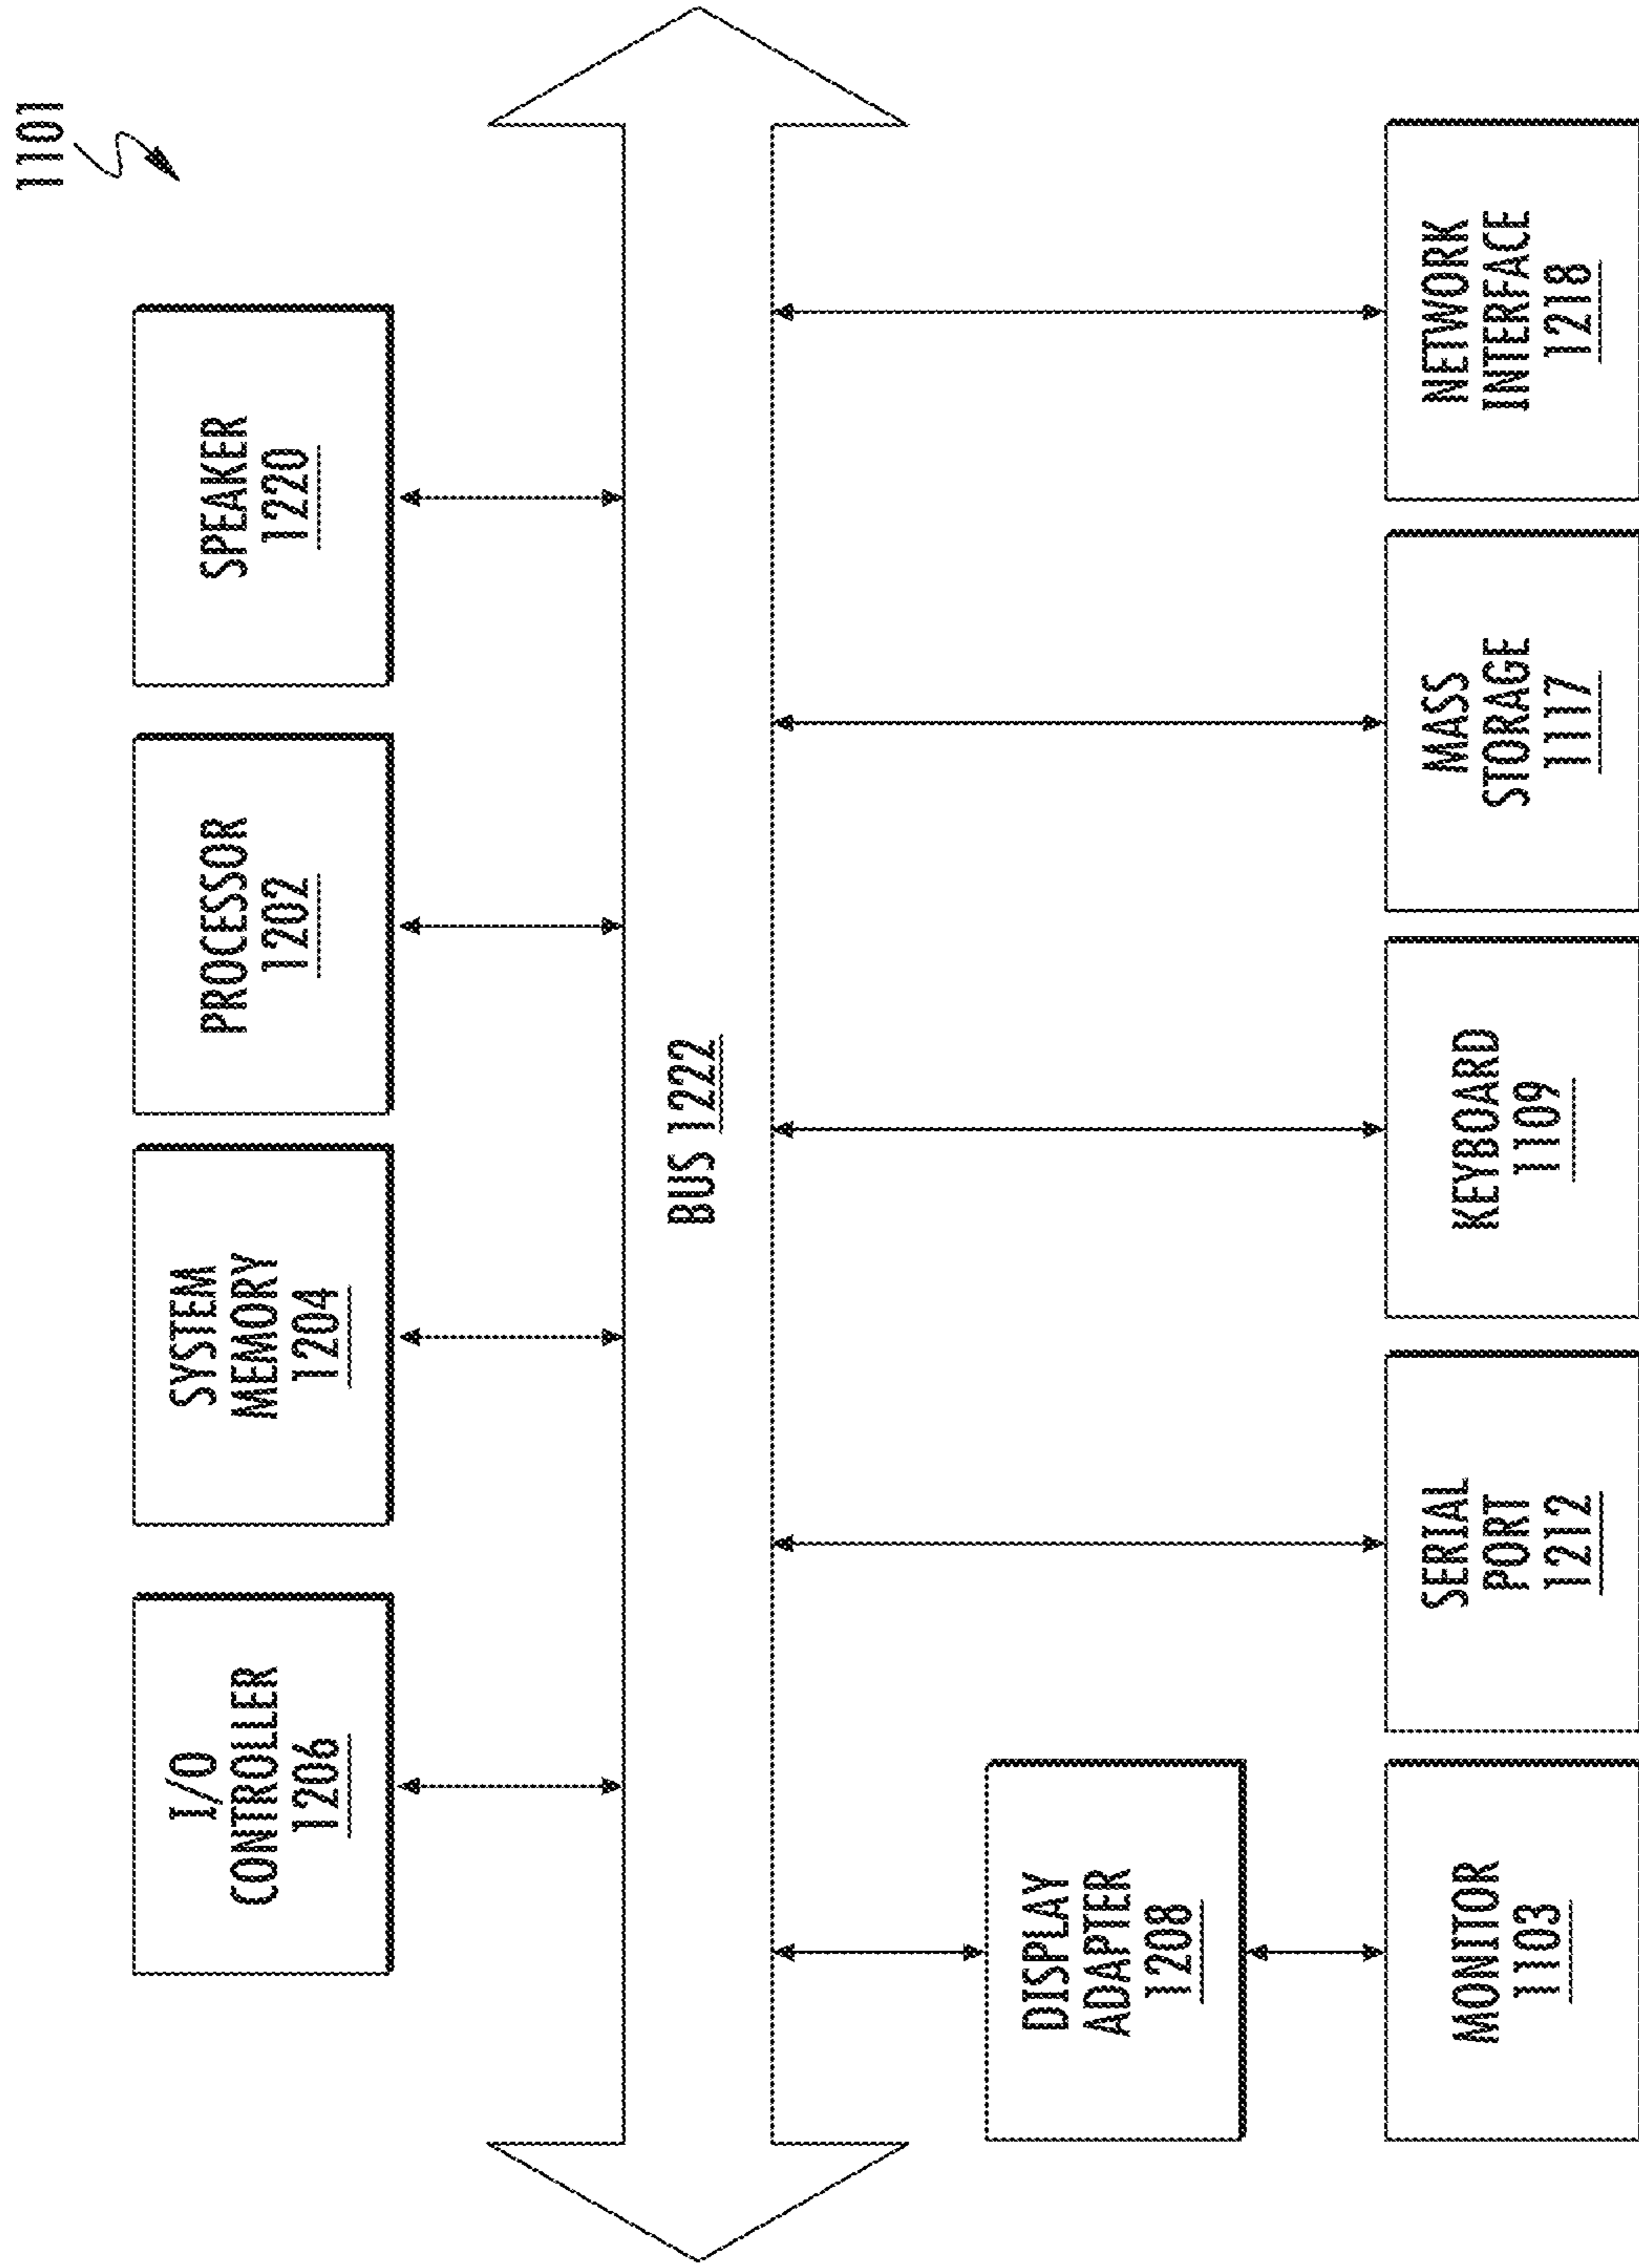 1101
I/O
CONTROLLER
1206
SYSTEM
MEMORY
1204
PROCESSOR
1202
SPEAKER
1220
BUS 1222
DISPLAY
ADAPTER
1208
MONITOR
1103
SERIAL
PORT
1212
KEYBOARD
1109
MASS
STORAGE
1117
NETWORK
INTERFACE
1218